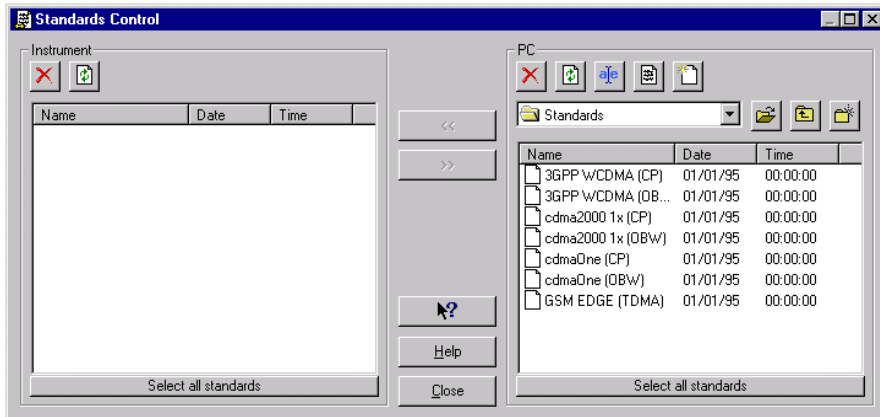 Standards Control
Instrument
Name Date Time
Select all standards
<<
>>
?
Help
Close
PC
a|e
Standards
Name Date Time
3GPP WCDMA (CP) 01/01/95 00:00:00
3GPP WCDMA (OB... 01/01/95 00:00:00
cdma2000 1x (CP) 01/01/95 00:00:00
cdma2000 1x (OBW) 01/01/95 00:00:00
cdmaOne (CP) 01/01/95 00:00:00
cdmaOne (OBW) 01/01/95 00:00:00
GSM EDGE (TDMA) 01/01/95 00:00:00
Select all standards